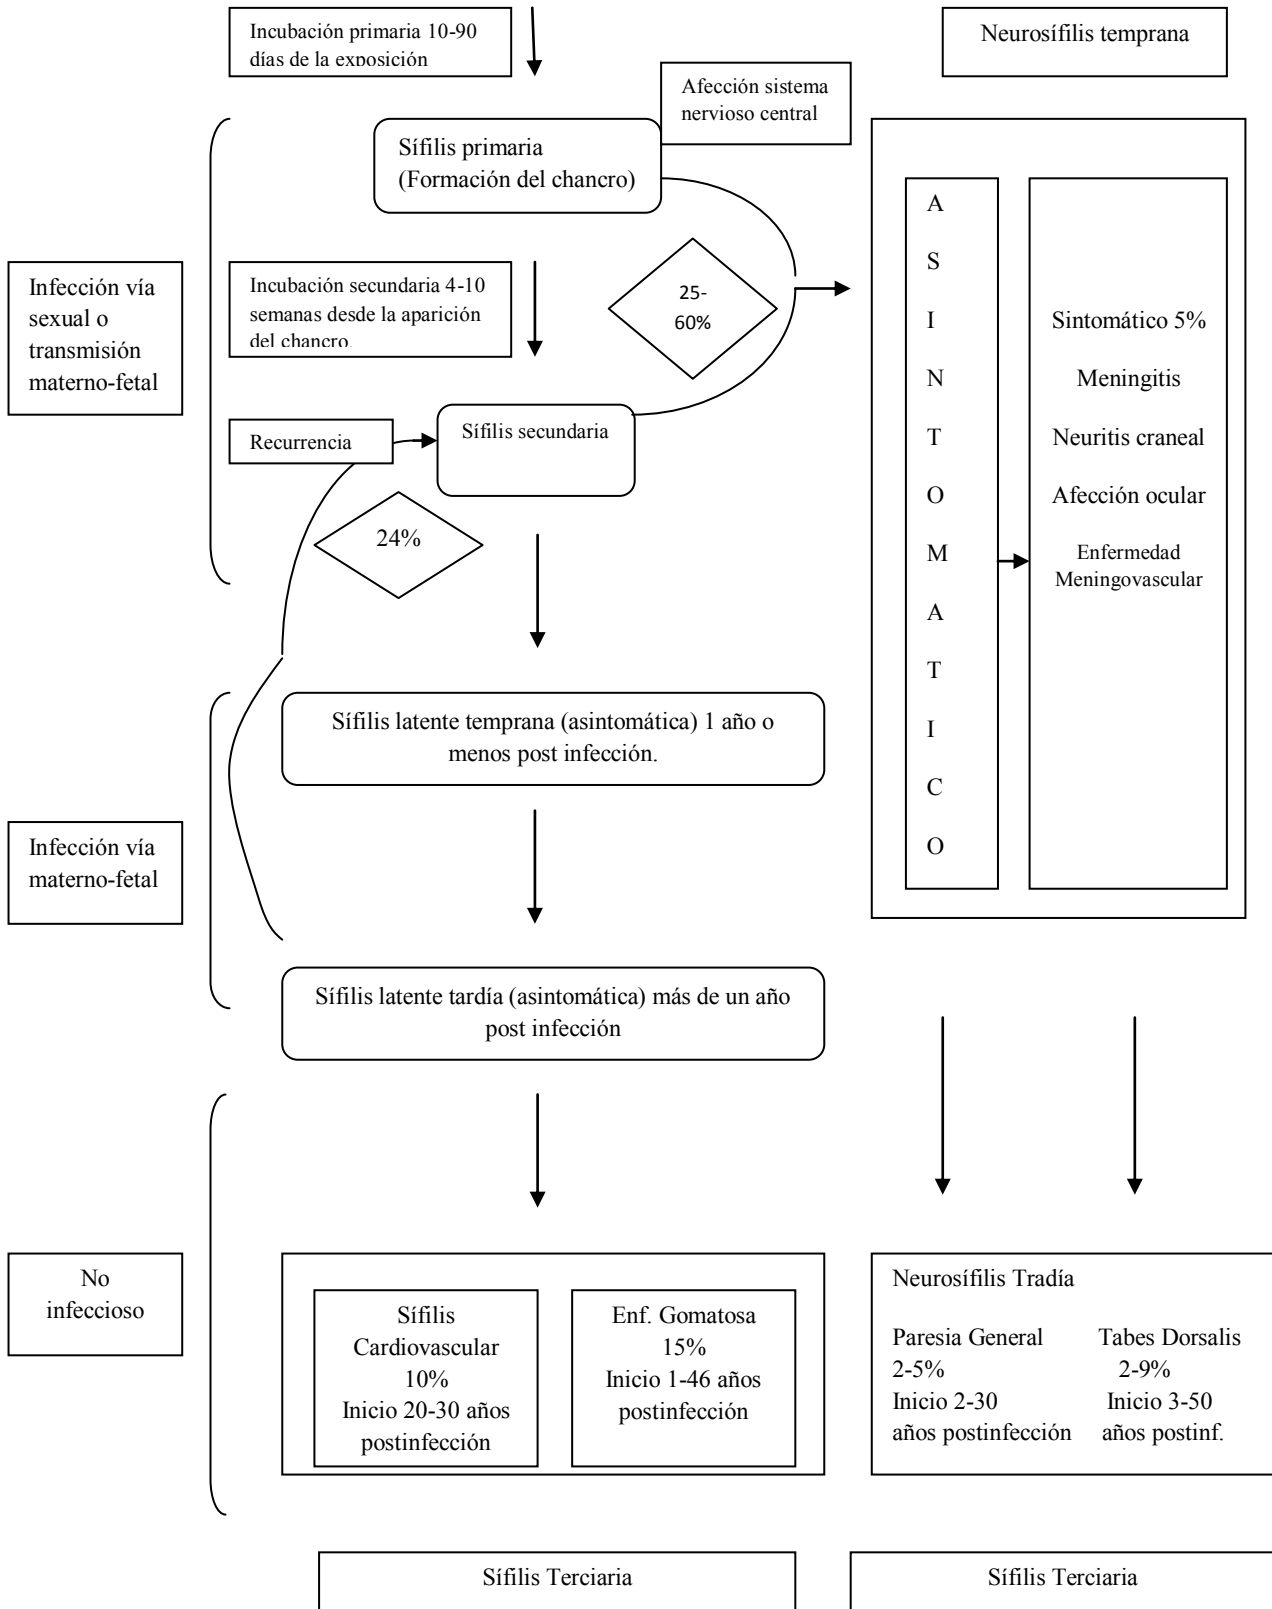 Incubación primaria 10-90
días de la exposición
Neurosífilis temprana
Afección sistema
nervioso central
Sífilis primaria
(Formación del chancro)
Infección vía
sexual o
transmisión
materno-fetal
Incubación secundaria 4-10
semanas desde la aparición
del chancro.
25-
60%
Recurrencia
Sífilis secundaria
24%
A
S
I
N
T
O
M
A
T
I
C
O
Sintomático 5%
Meningitis
Neuritis craneal
Afección ocular
Enfermedad
Meningovascular
Sífilis latente temprana (asintomática) 1 año o
menos post infección.
Infección vía
materno-fetal
Sífilis latente tardía (asintomática) más de un año
post infección
No
infeccioso
Sífilis
Cardiovascular
10%
Inicio 20-30 años
postinfección
Enf. Gomatosa
15%
Inicio 1-46 años
postinfección
Neurosífilis Tradía
Paresia General
2-5%
Inicio 2-30
años postinfección
Tabes Dorsalis
2-9%
Inicio 3-50
años postinf.
Sífilis Terciaria
Sífilis Terciaria